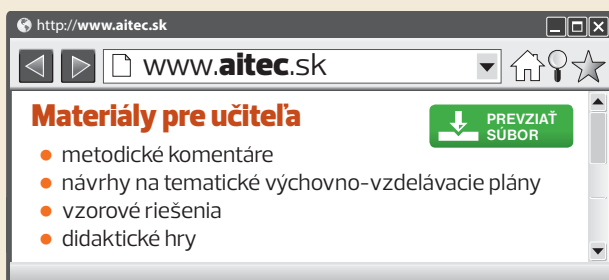 http://www.aitec.sk
www.aitec.sk
Materiály pre učiteľa
PREVZIAŤ
SÚBOR
metodické komentáre
návrhy na tematické výchovno-vzdelávacie plány
vzorové riešenia
didaktické hry